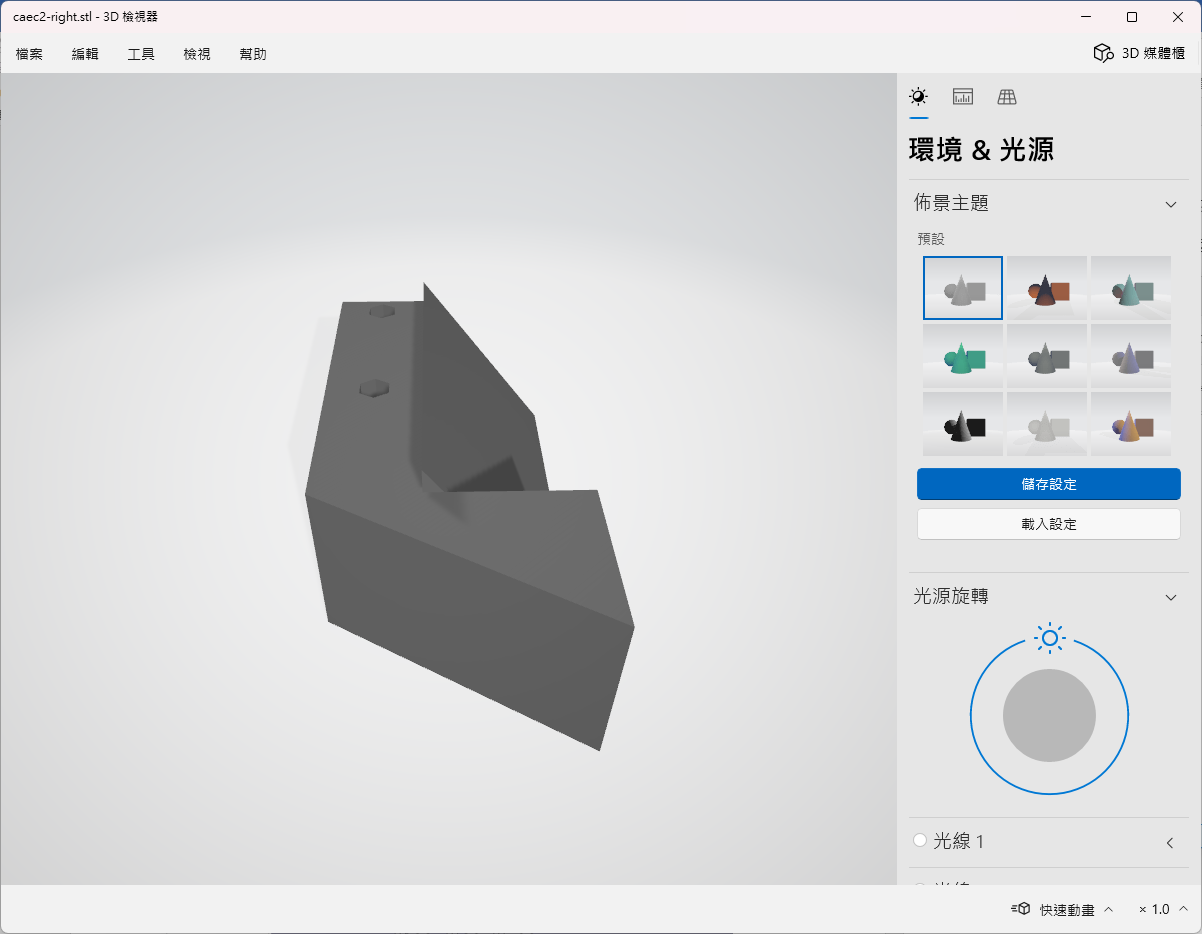 caec2-right.stl - 3D 檢視器
檔案 編輯 工具 檢視 幫助 3D 媒體櫃
環境 & 光源
佈景主題
預設
儲存設定
載入設定
光源旋轉
光線 1
快速動畫 × 1.0